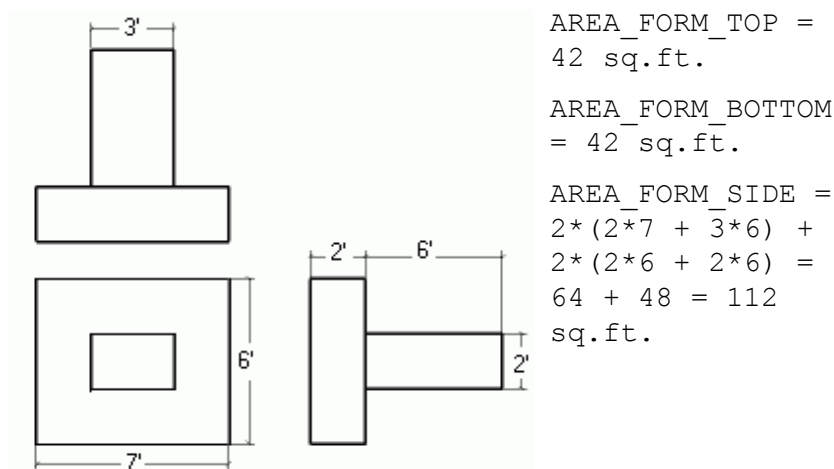 3'
AREA_FORM_TOP =
42 sq.ft.
AREA_FORM_BOTTOM
= 42 sq.ft.
AREA_FORM_SIDE =
2*(2*7 + 3*6) +
2*(2*6 + 2*6) =
64 + 48 = 112
sq.ft.
2'
6'
6'
2'
7'